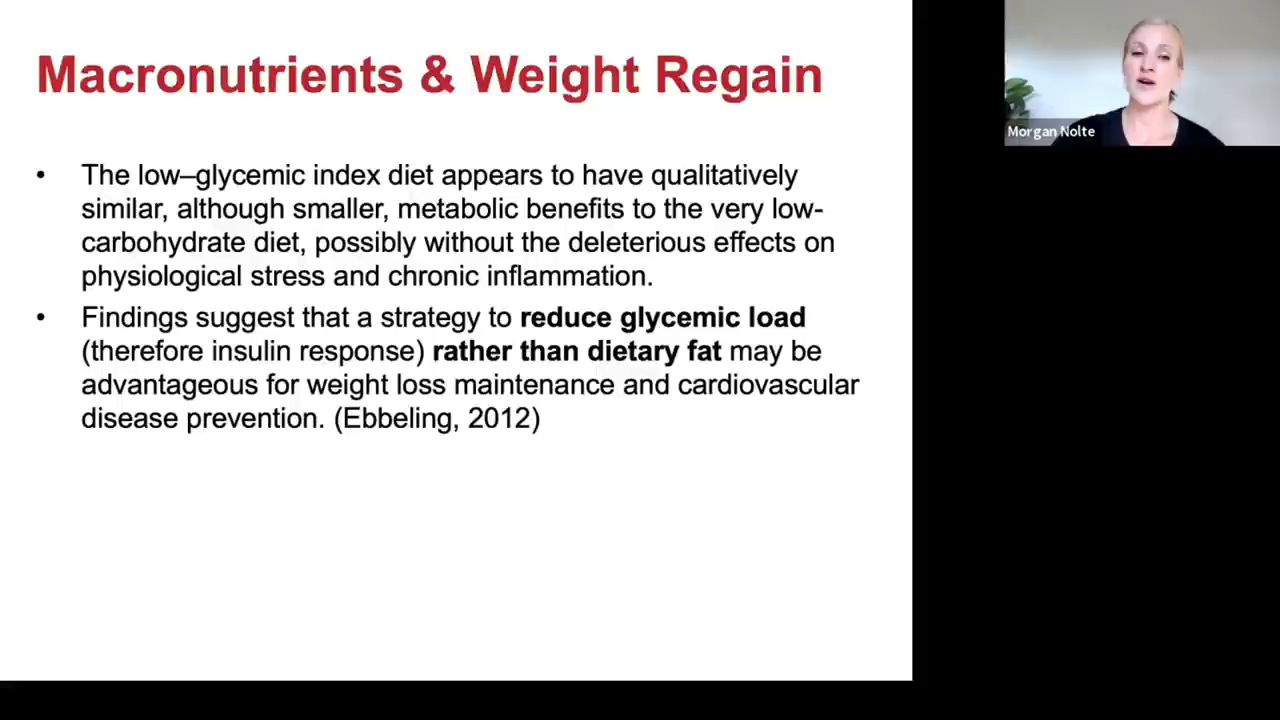 Macronutrients & Weight Regain
• The low–glycemic index diet appears to have qualitatively
similar, although smaller, metabolic benefits to the very low-
carbohydrate diet, possibly without the deleterious effects on
physiological stress and chronic inflammation.
• Findings suggest that a strategy to reduce glycemic load
(therefore insulin response) rather than dietary fat may be
advantageous for weight loss maintenance and cardiovascular
disease prevention. (Ebbeling, 2012)
Morgan Nolte